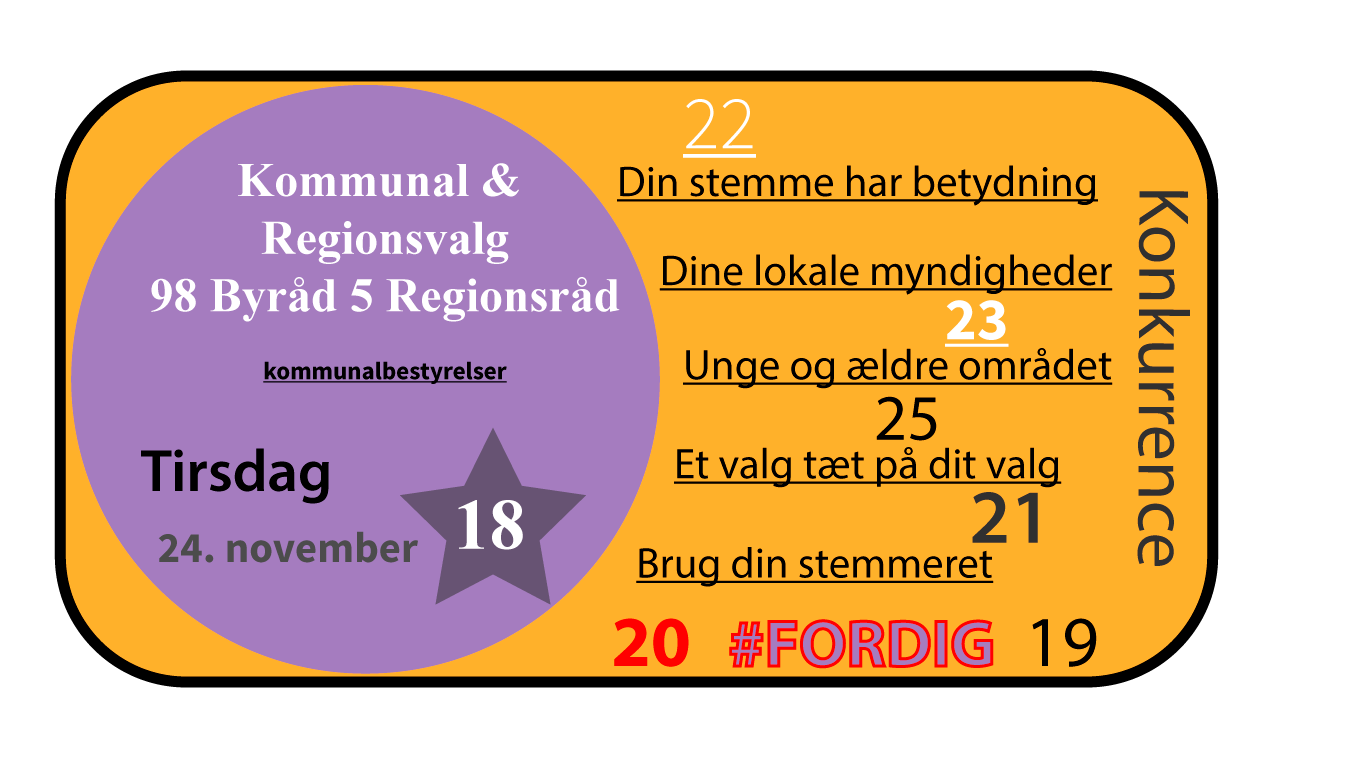 Kommunal &
Regionsvalg
98 Byråd 5 Regionsråd
kommunalbestyrelser
Tirsdag
24. november
18
22
Din stemme har betydning
Dine lokale myndigheder
23
Unge og ældre området
25
Et valg tæt på dit valg
21
Brug din stemmeret
20 #FORDIG 19
Konkurrence